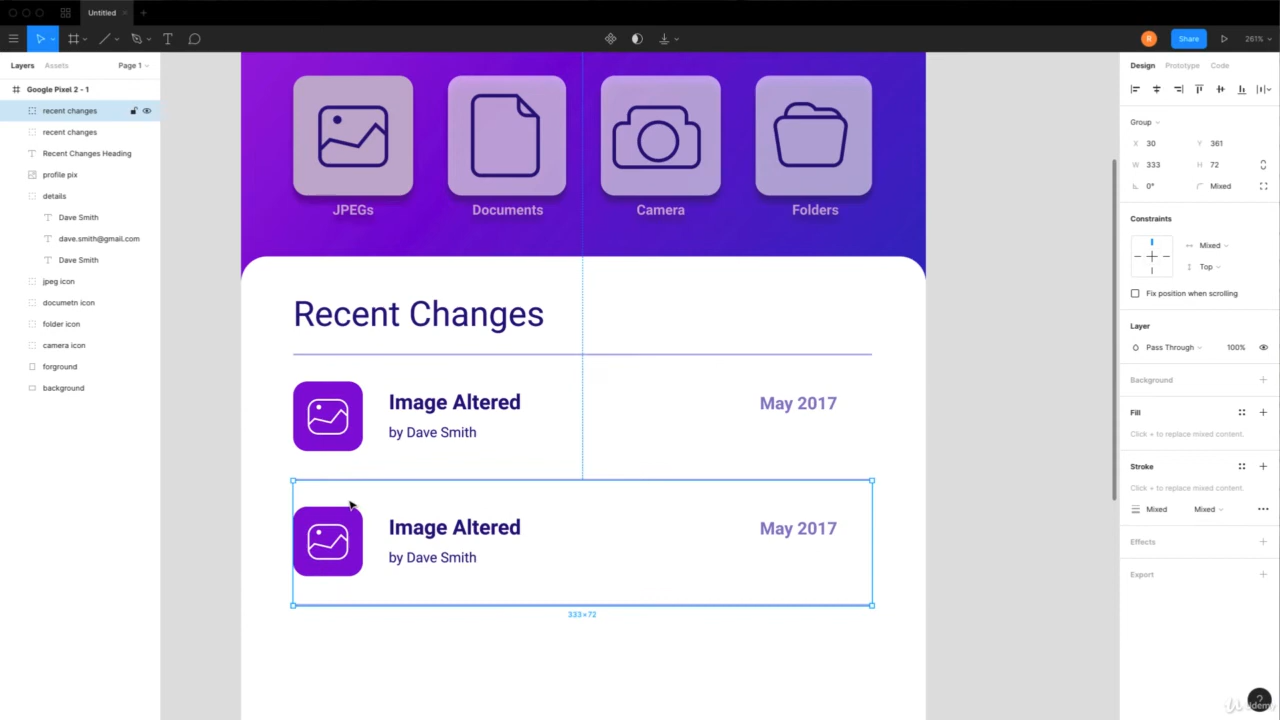 Untitled
Share
261%
Layers
Assets
Page 1
Design
Prototype
Code
Google Pixel 2 - 1
recent changes
recent changes
Recent Changes Heading
profile pix
details
Dave Smith
dave.smith@gmail.com
Dave Smith
jpeg icon
documetn icon
folder icon
camera icon
forground
background
JPEGs
Documents
Camera
Folders
Recent Changes
Image Altered
May 2017
by Dave Smith
Image Altered
May 2017
by Dave Smith
333×72
R
Group
X 30
Y 361
W 333
H 72
0°
Mixed
Constraints
Mixed
Top
Fix position when scrolling
Layer
Pass Through
100%
Background
Fill
Click + to replace mixed content.
Stroke
Click + to replace mixed content.
Mixed
Mixed
Effects
Export
?
Udemy